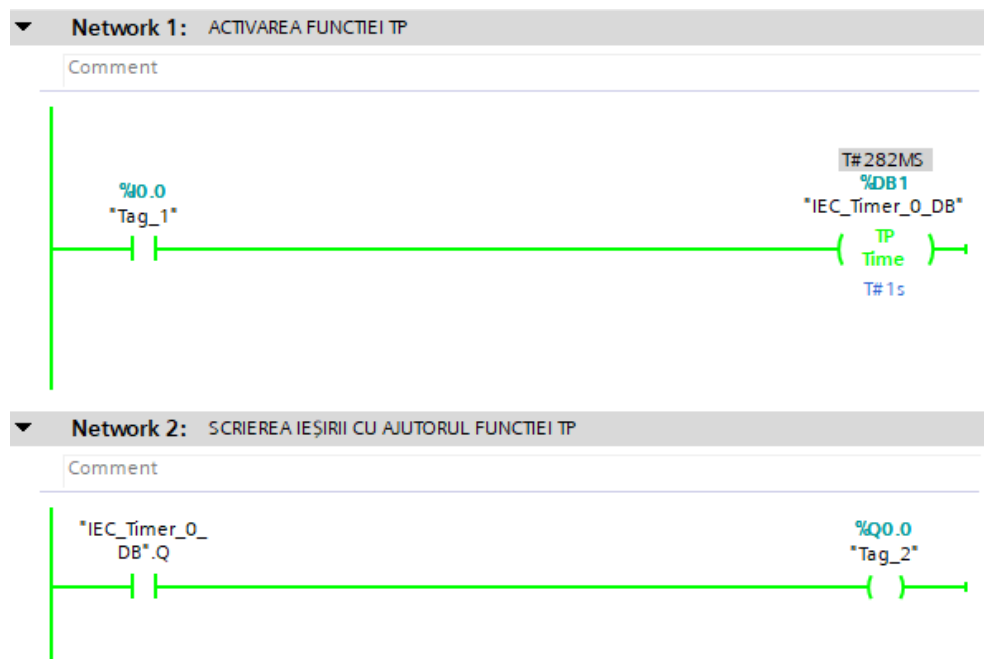 Network 1: ACTIVAREA FUNCTIEI TP
Comment
T#282MS
%DB1
"IEC_Timer_0_DB"
%I0.0
"Tag_1"
TP
Time
T#1s
Network 2: SCRIEREA IEȘIRII CU AJUTORUL FUNCTIEI TP
Comment
"IEC_Timer_0_
DB".Q
%Q0.0
"Tag_2"